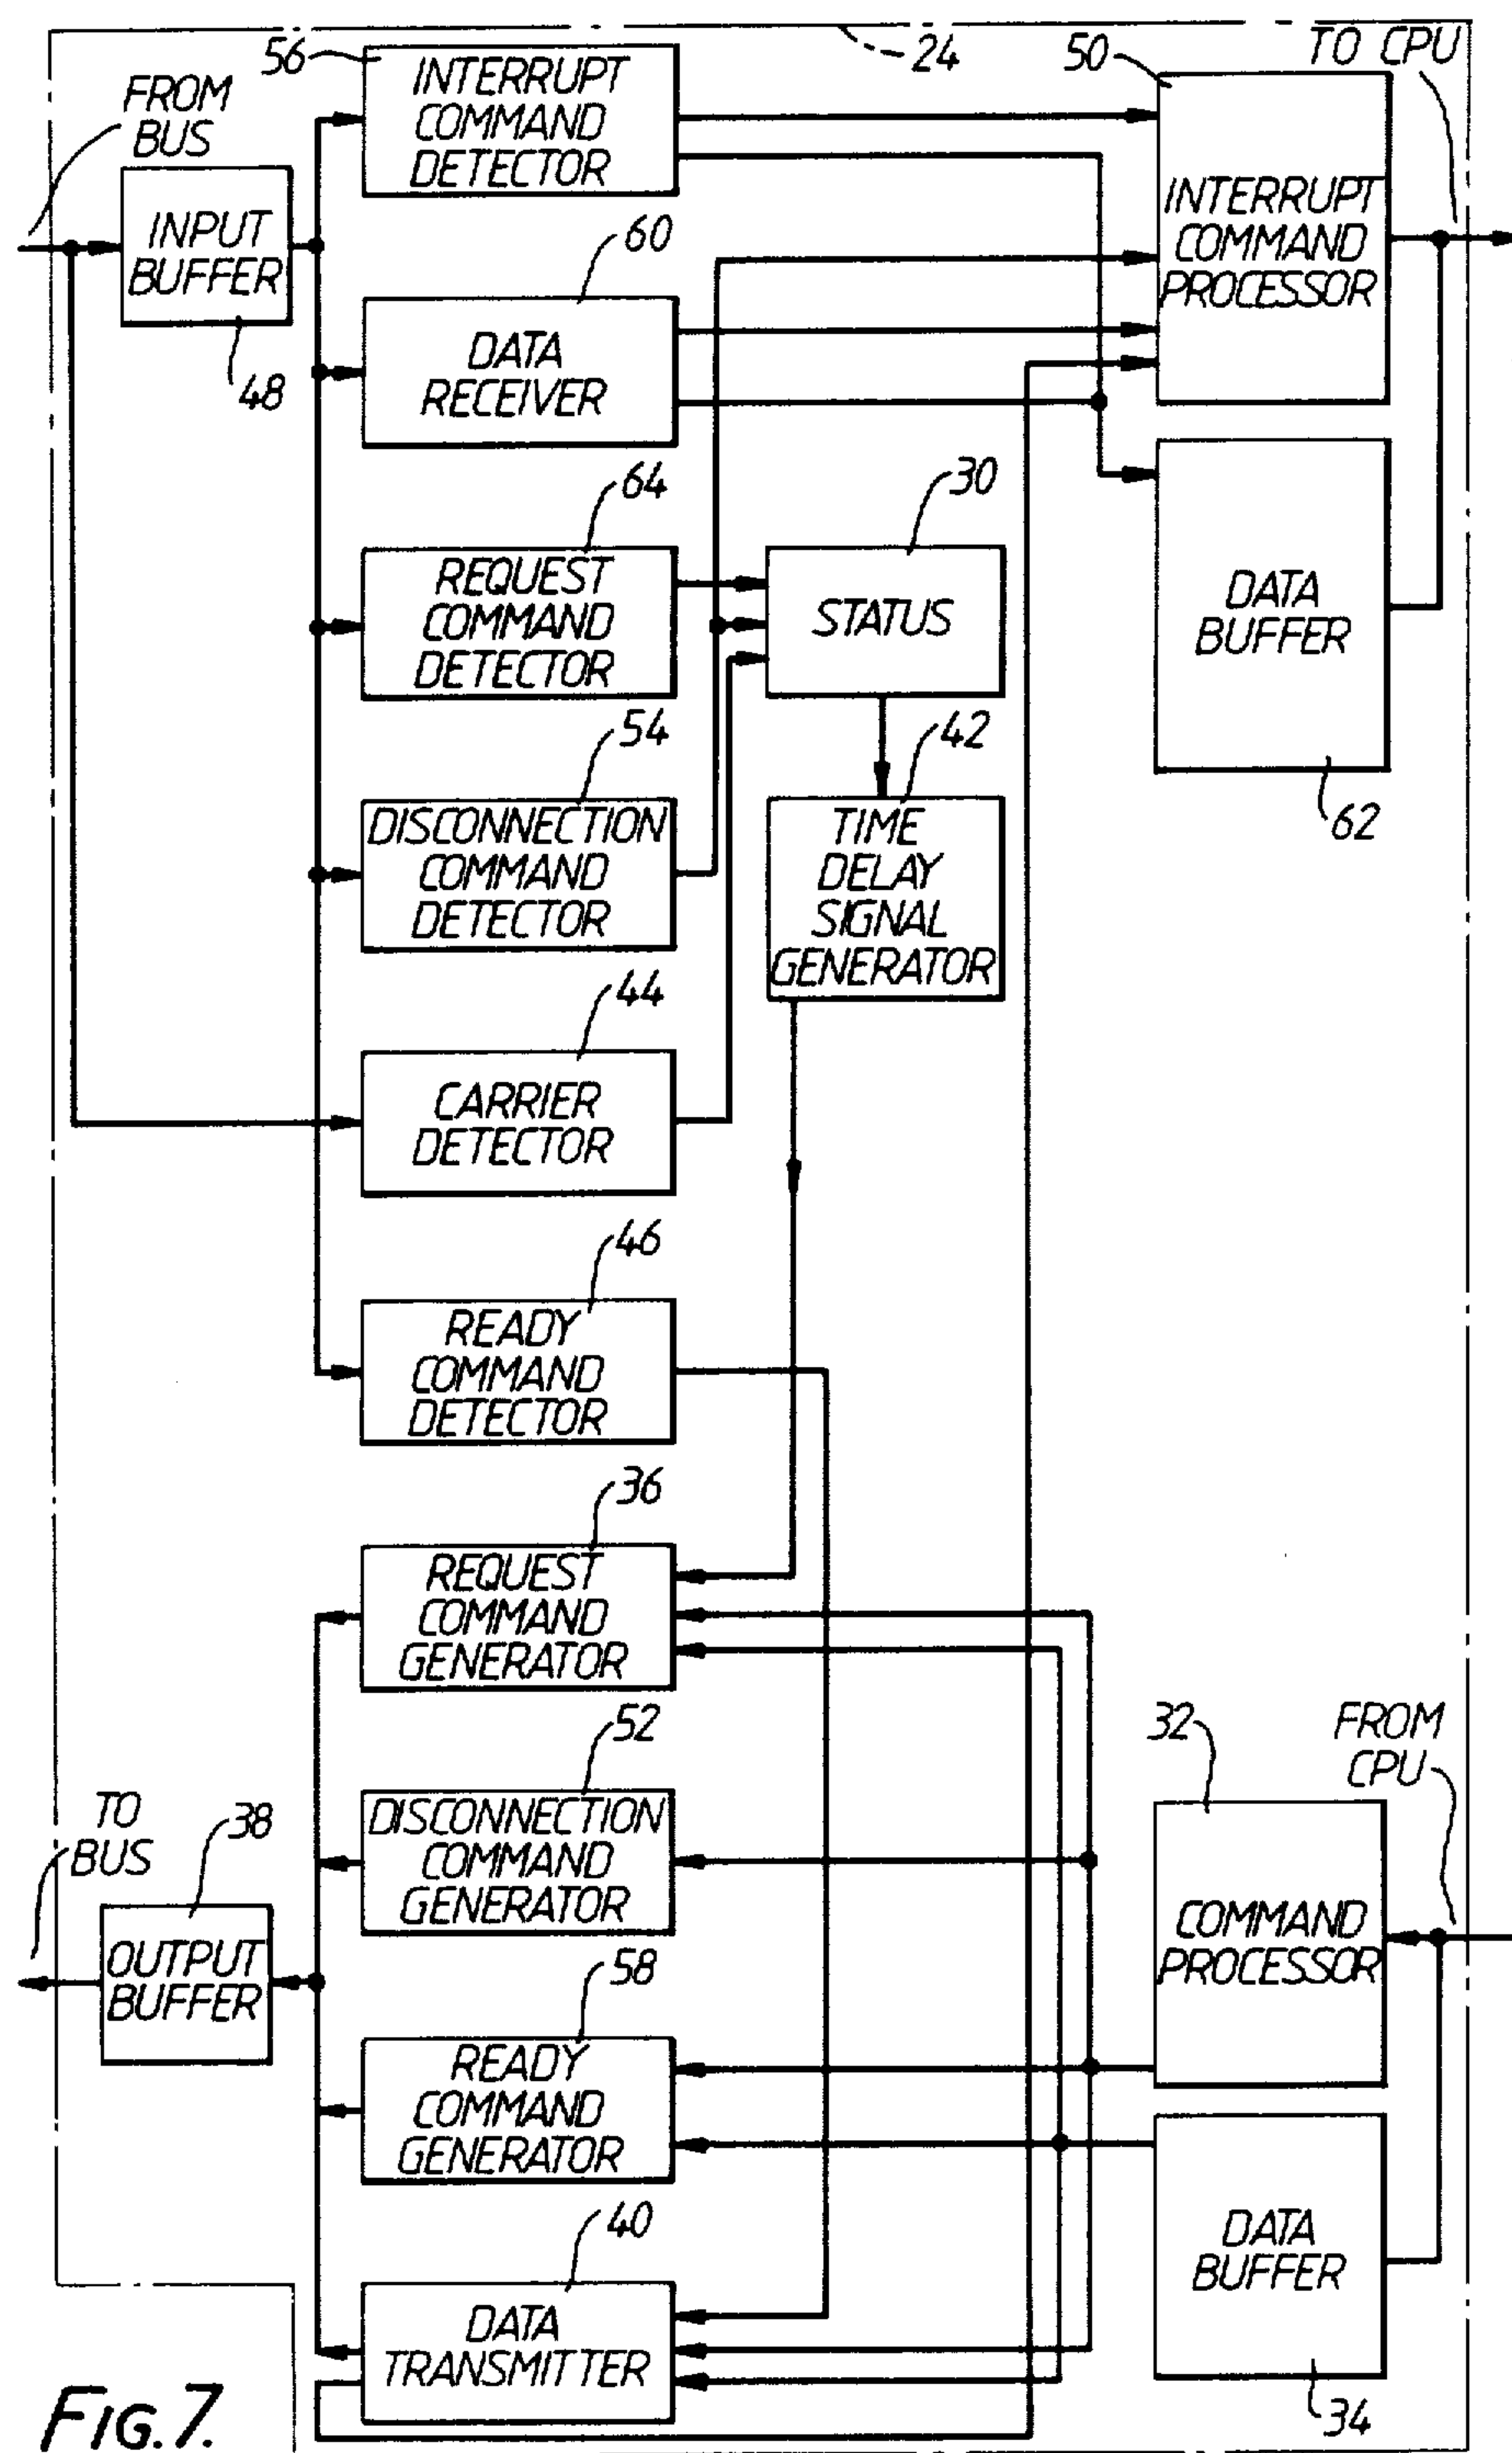 24
TO CPU
56
INTERRUPT
COMMAND
DETECTOR
50
INTERRUPT
COMMAND
PROCESSOR
FROM
BUS
INPUT
BUFFER
48
60
DATA
RECEIVER
64
REQUEST
COMMAND
DETECTOR
30
STATUS
DATA
BUFFER
62
54
DISCONNECTION
COMMAND
DETECTOR
42
TIME
DELAY
SIGNAL
GENERATOR
44
CARRIER
DETECTOR
46
READY
COMMAND
DETECTOR
36
REQUEST
COMMAND
GENERATOR
52
DISCONNECTION
COMMAND
GENERATOR
32
COMMAND
PROCESSOR
FROM
CPU
TO
BUS
38
OUTPUT
BUFFER
58
READY
COMMAND
GENERATOR
40
DATA
TRANSMITTER
DATA
BUFFER
34
FIG.7.